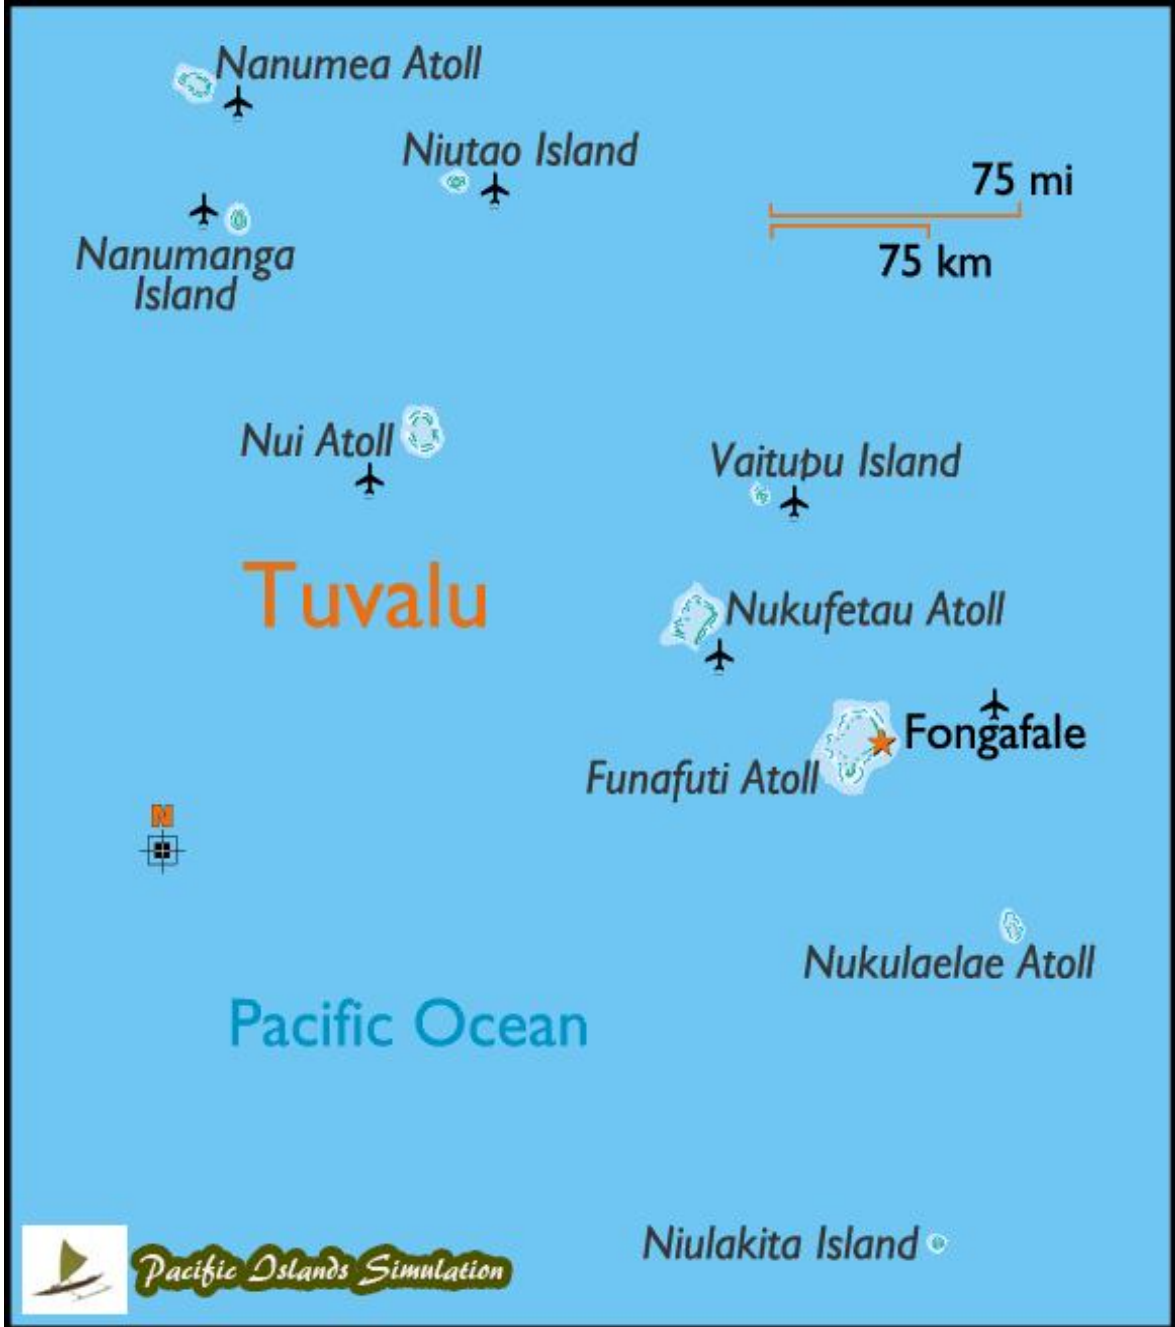 Nanumea Atoll
Niutao Island
75 mi
75 km
Nanumanga
Island
Nui Atoll
Vaitupu Island
Tuvalu
Nukufetau Atoll
Fongafale
Funafuti Atoll
N
Nukulaelae Atoll
Pacific Ocean
Niulakita Island
Pacific Islands Simulation